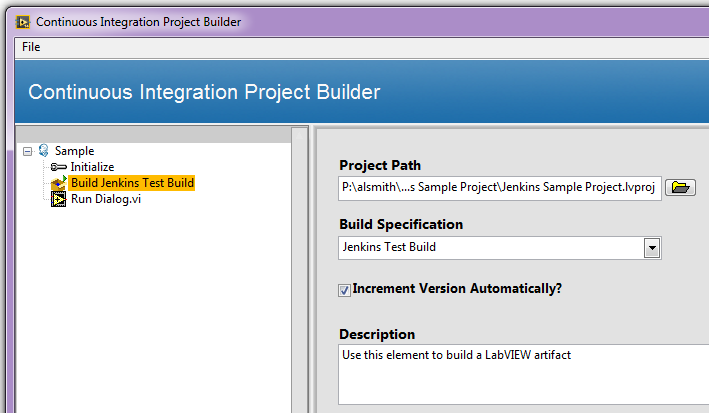 Continuous Integration Project Builder
File
Continuous Integration Project Builder
Sample
Initialize
Build Jenkins Test Build
Run Dialog.vi
Project Path
P:\alsmith\...s Sample Project\Jenkins Sample Project.lvproj
Build Specification
Jenkins Test Build
Increment Version Automatically?
Description
Use this element to build a LabVIEW artifact